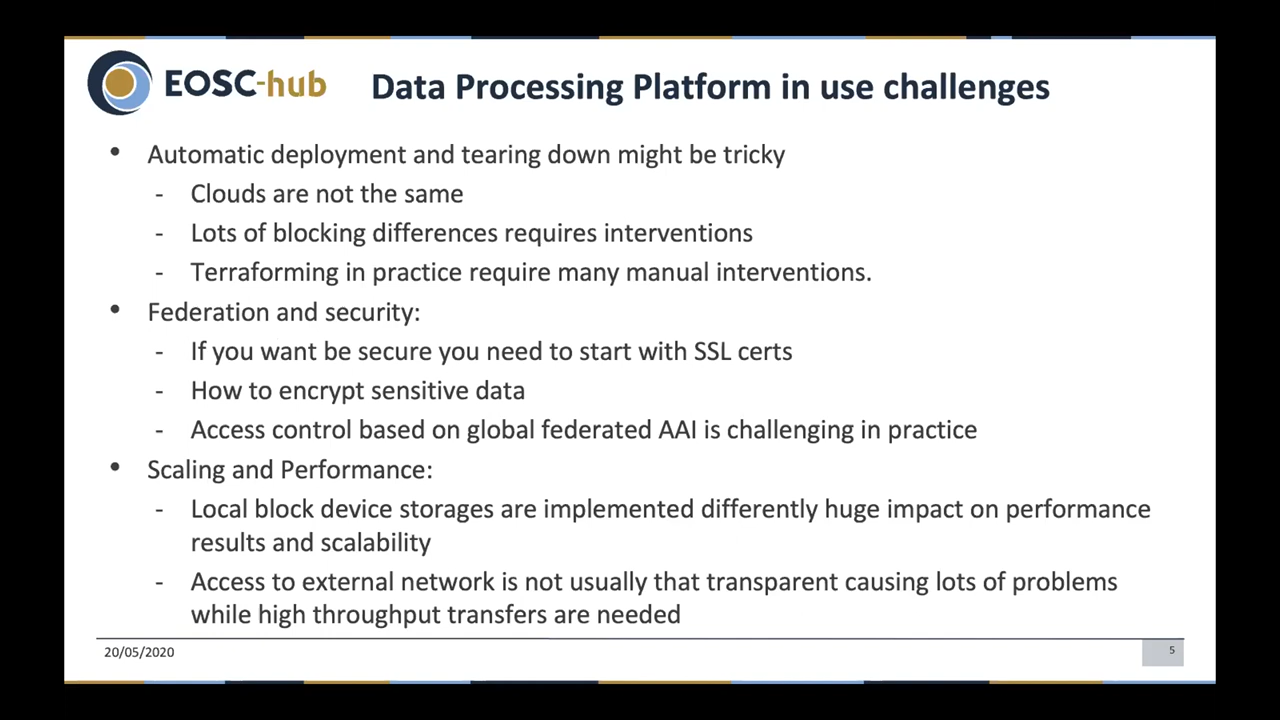 EOSC-hub
Data Processing Platform in use challenges
• Automatic deployment and tearing down might be tricky
- Clouds are not the same
- Lots of blocking differences requires interventions
- Terraforming in practice require many manual interventions.
• Federation and security:
- If you want be secure you need to start with SSL certs
- How to encrypt sensitive data
- Access control based on global federated AAI is challenging in practice
• Scaling and Performance:
- Local block device storages are implemented differently huge impact on performance
results and scalability
- Access to external network is not usually that transparent causing lots of problems
while high throughput transfers are needed
20/05/2020
5